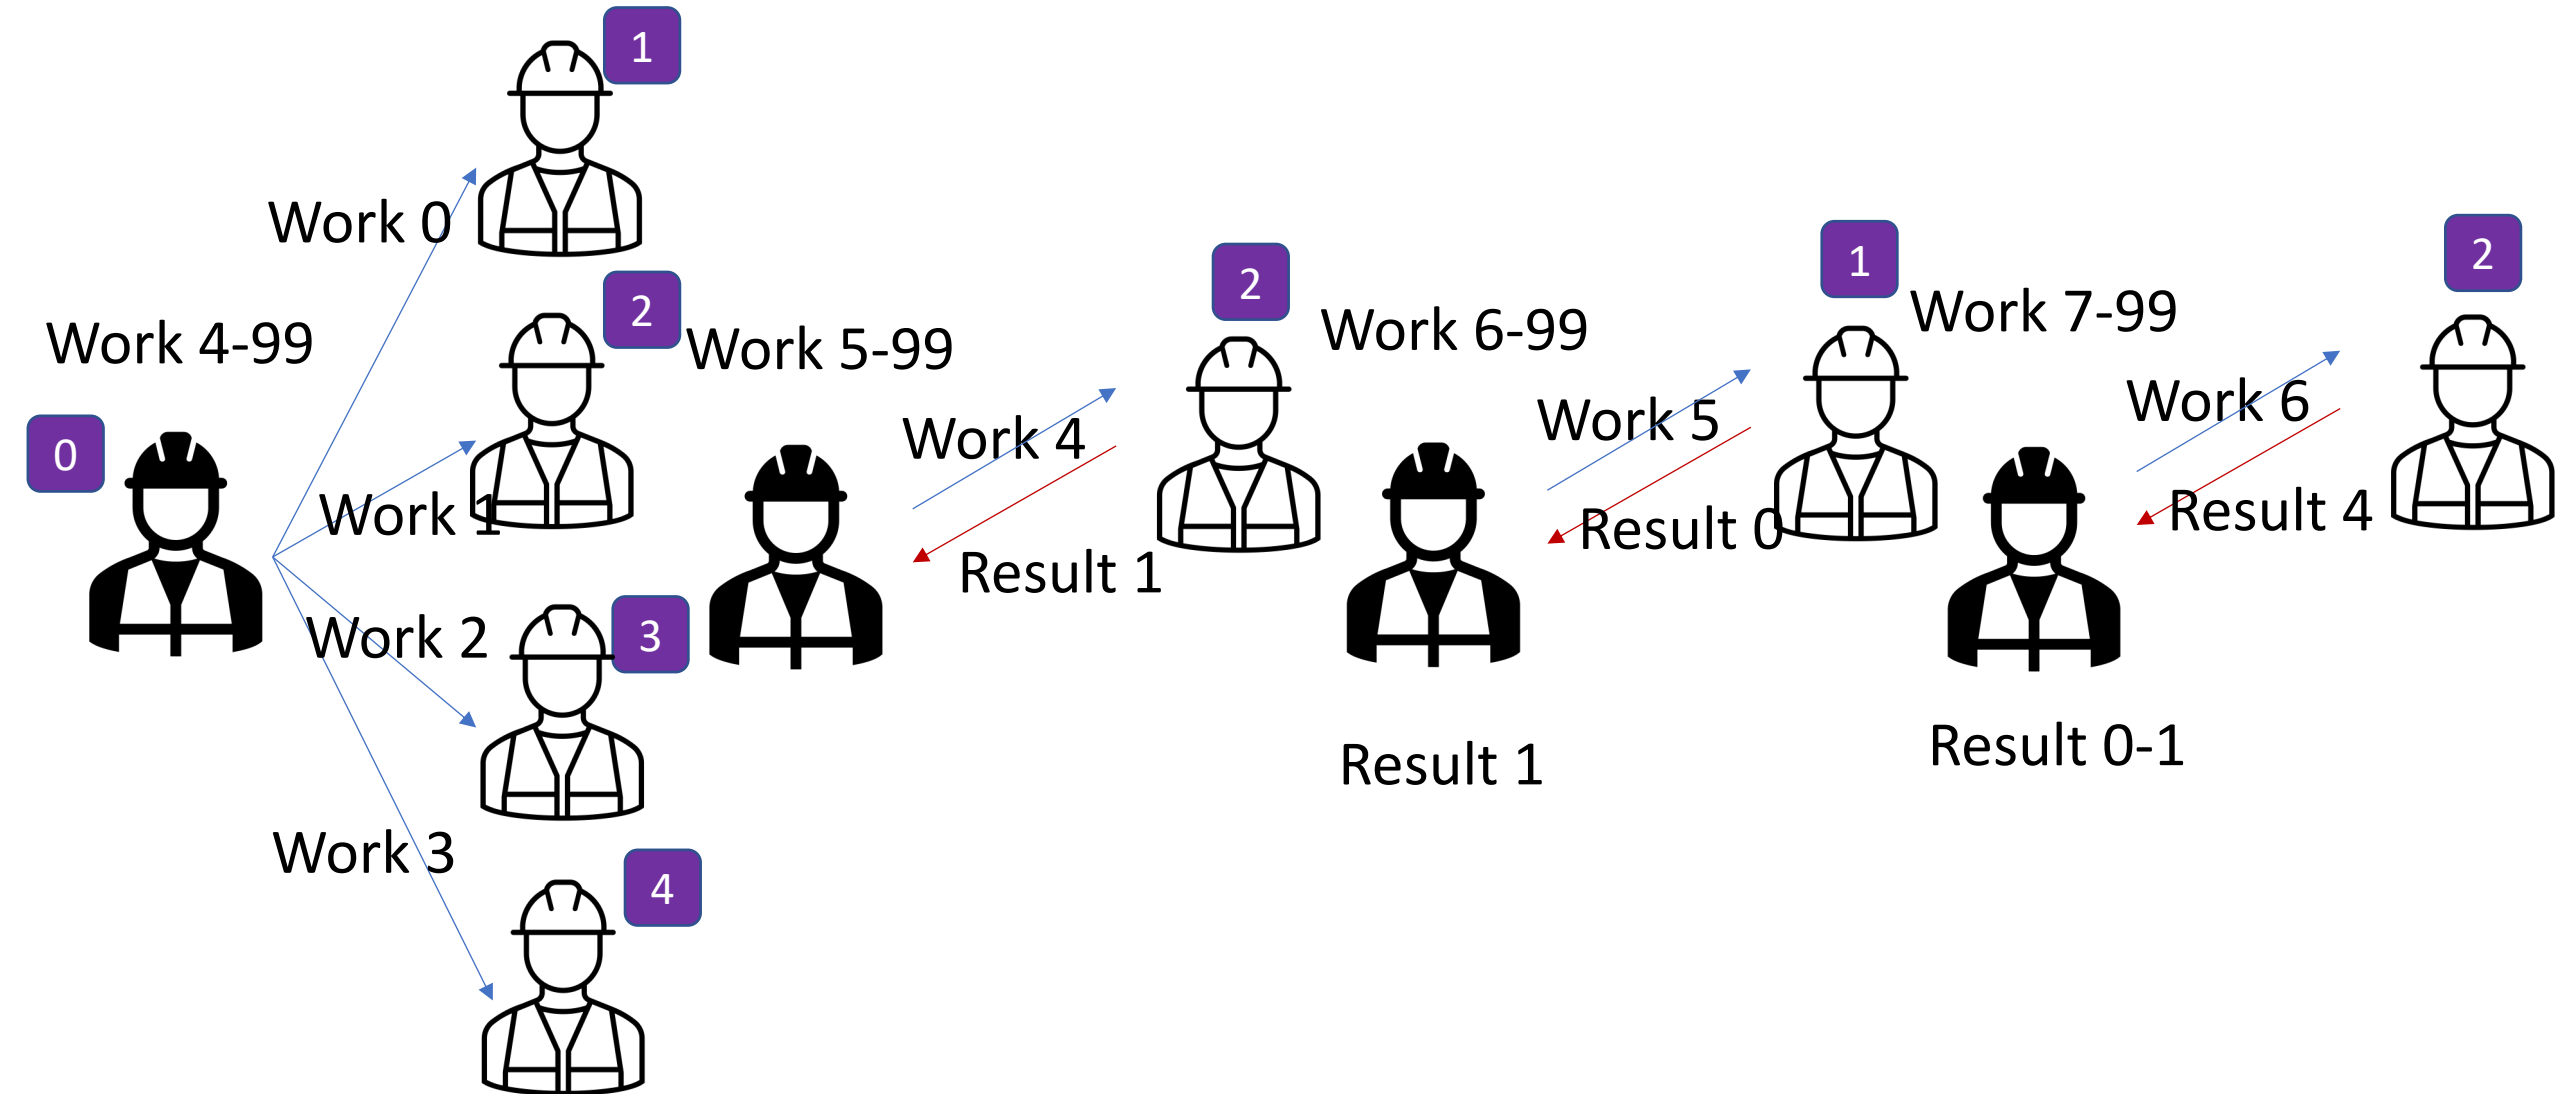 1
Work 0
2
Work 4-99
Work 5-99
0
Work 1
Work 2
3
Work 3
4
2
Work 6-99
Work 4
Result 1
1
Work 7-99
Work 5
Result 0
Result 1
2
Work 6
Result 4
Result 0-1